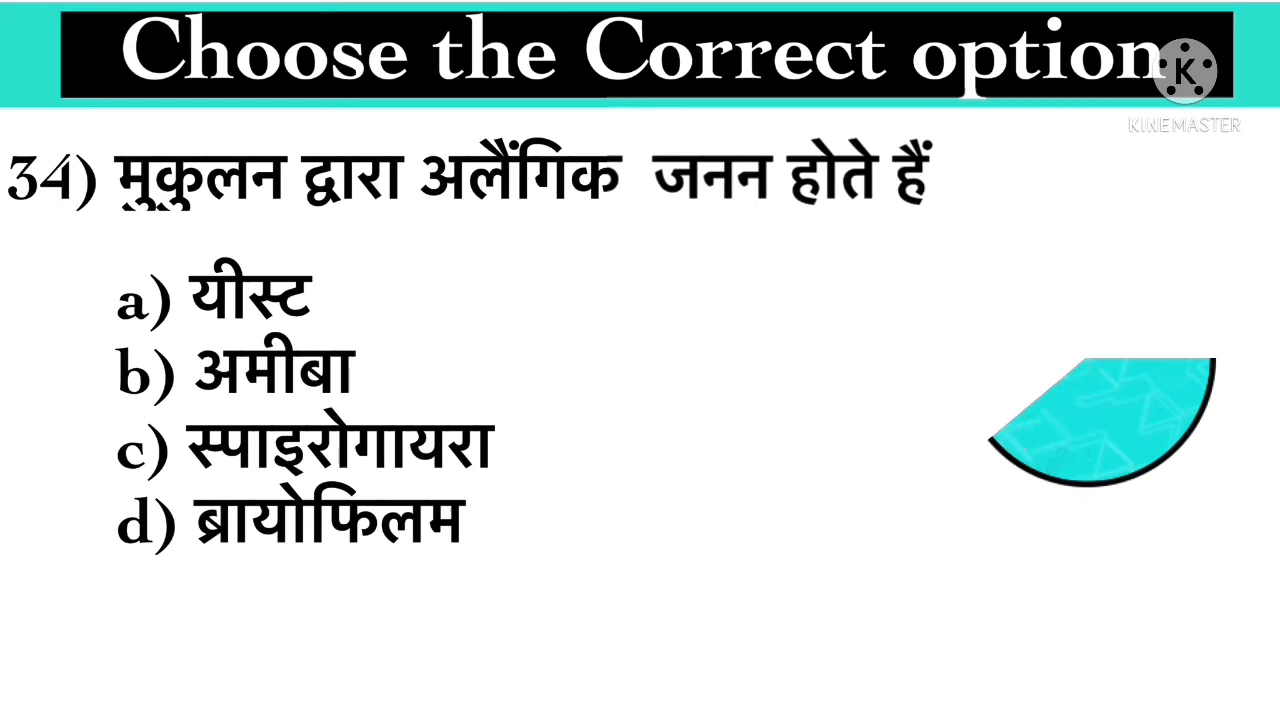 Choose the Correct option
K
KINEMASTER
34) मुकुलन द्वारा अलैंगिक जनन होते हैं
a) यीस्ट
b) अमीबा
c) स्पाइरोगायरा
d) ब्रायोफिलम